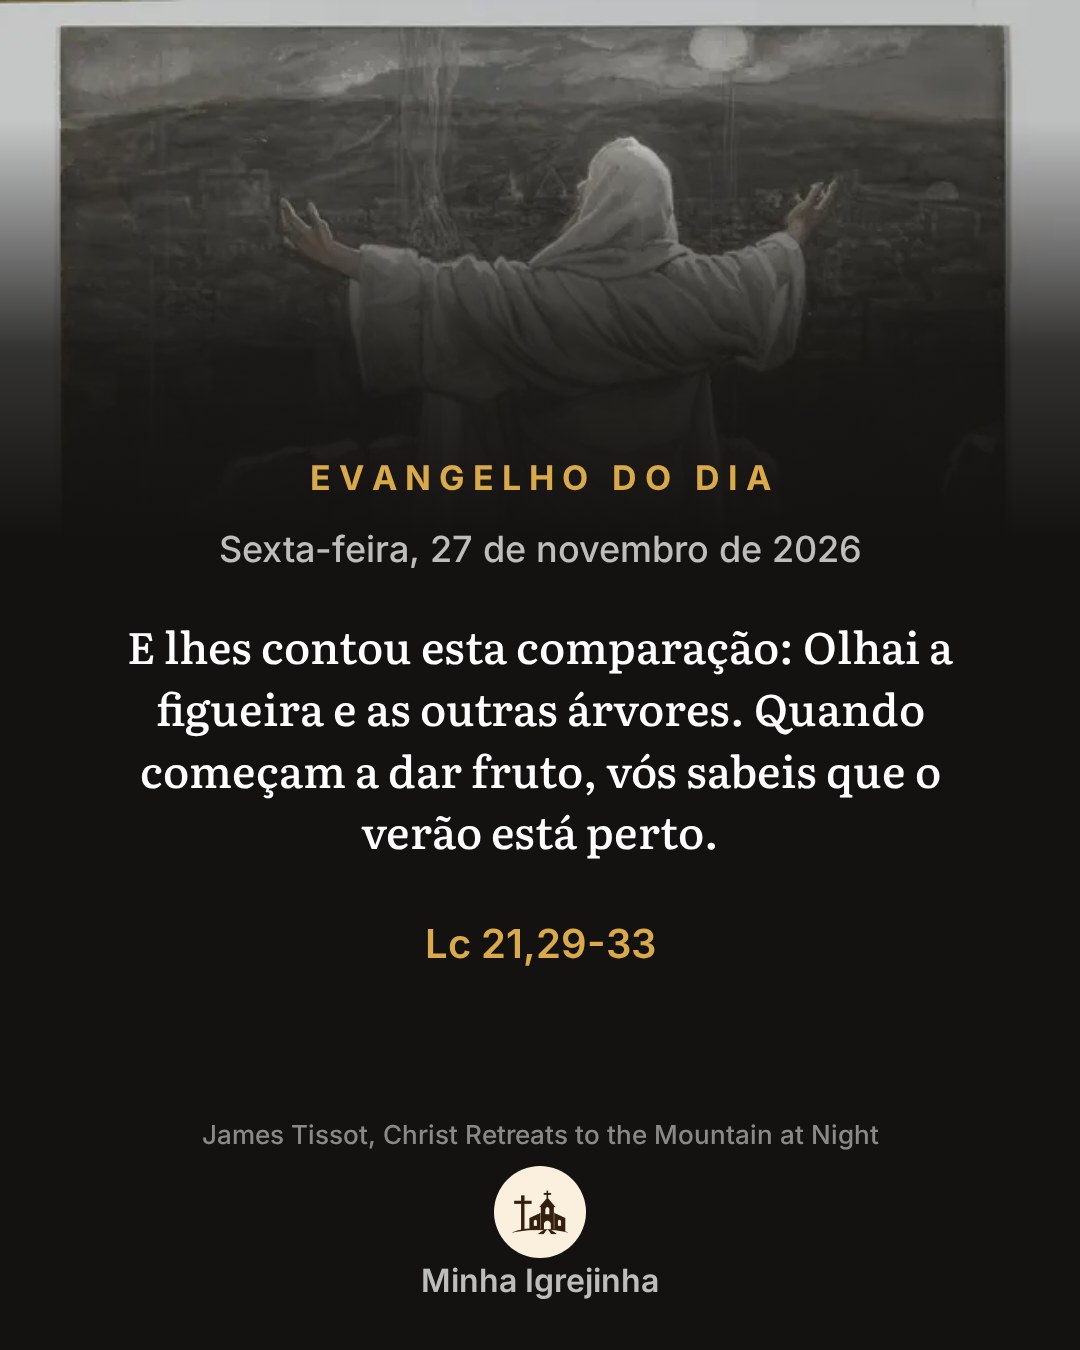 EVANGELHO DO DIA
Sexta-feira, 27 de novembro de 2026
E lhes contou esta comparação: Olhai a
figueira e as outras árvores. Quando
começam a dar fruto, vós sabeis que o
verão está perto.
Lc 21,29-33
James Tissot, Christ Retreats to the Mountain at Night
Minha Igrejinha